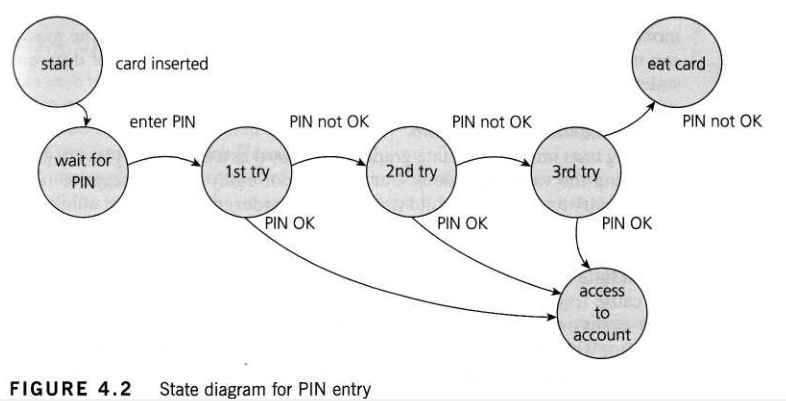 start
card inserted
eat card
enter PIN
PIN not OK
PIN not OK
PIN not OK
wait for
PIN
1st try
2nd try
3rd try
PIN OK
PIN OK
PIN OK
access
to
account
FIGURE 4.2 State diagram for PIN entry